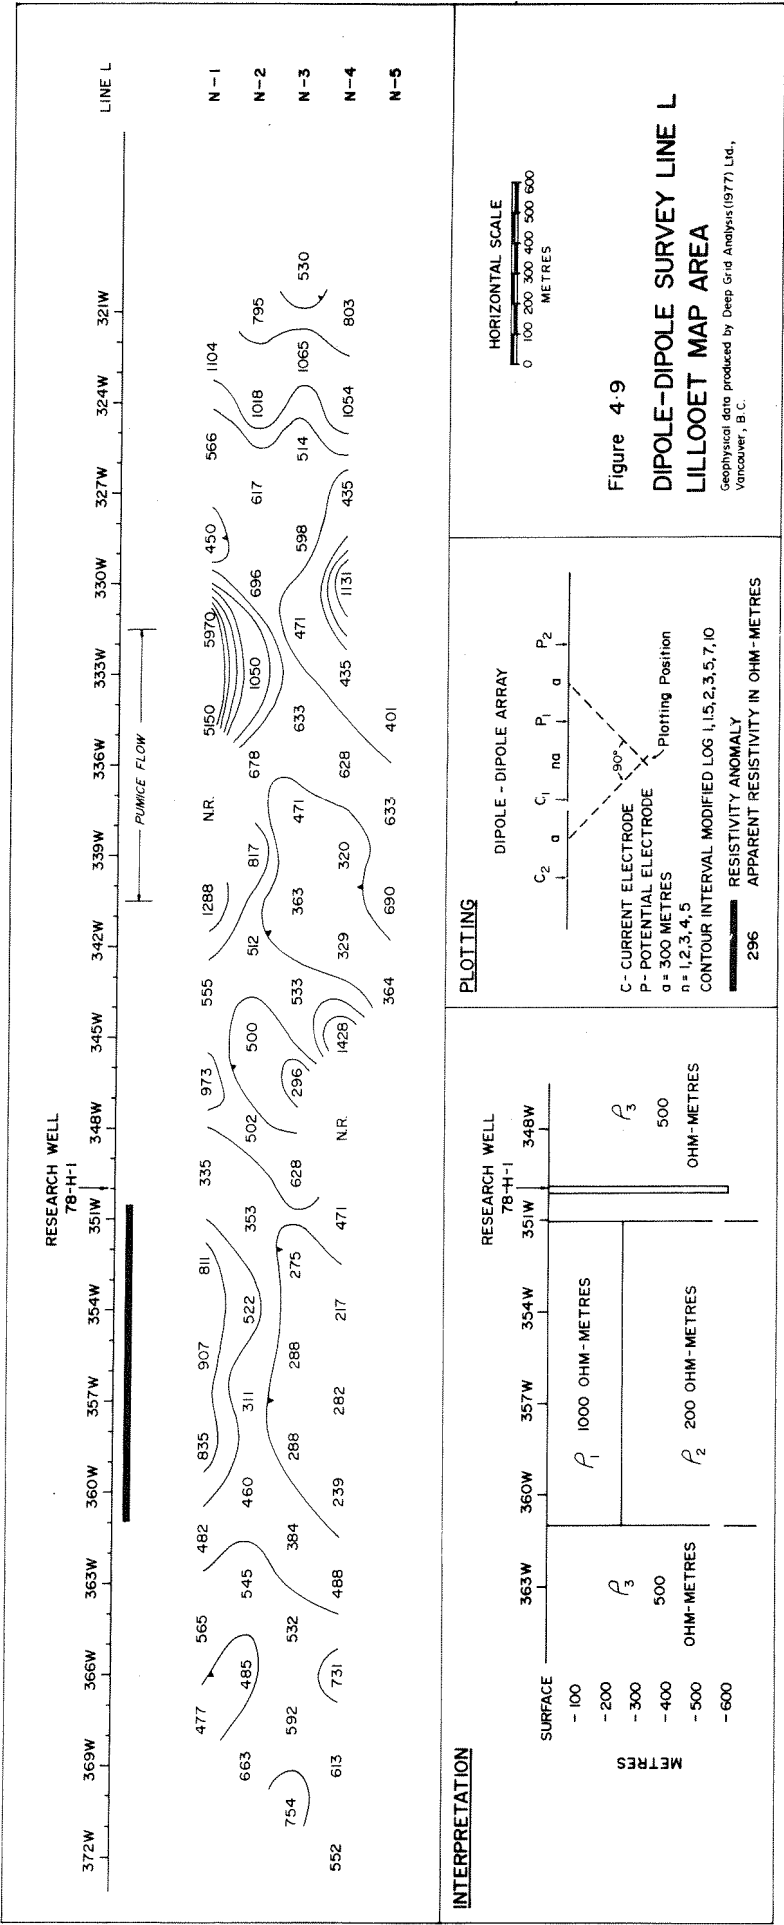 LINE L
RESEARCH WELL
78-H-1
PUMICE FLOW
372W 369W 366W 363W 360W 357W 354W 351W 348W 345W 342W 339W 336W 333W 330W 327W 324W 321W
477 565 482 835 907 811 335 973 555 1288 N.R. 5150 5970 450 566 1104 N-1
663 485 545 460 311 522 353 502 500 512 817 678 1050 696 617 1018 795 N-2
754 592 532 384 288 288 275 628 296 533 363 471 633 471 598 514 1065 530 N-3
552 613 731 488 239 282 217 471 N.R. 1428 329 320 628 435 1131 435 1054 803 N-4
364 690 633 401 N-5
INTERPRETATION
RESEARCH WELL
78-H-1
363W 360W 357W 354W 351W 348W
SURFACE
- 100
- 200
- 300
- 400
- 500
- 600
METRES
ρ3
500
OHM-METRES
ρ1 1000 OHM-METRES
ρ2 200 OHM-METRES
ρ3
500
OHM-METRES
PLOTTING
DIPOLE - DIPOLE ARRAY
C2 a C1 na P1 a P2
90°
Plotting Position
C - CURRENT ELECTRODE
P - POTENTIAL ELECTRODE
a = 300 METRES
n = 1,2,3,4,5
CONTOUR INTERVAL MODIFIED LOG 1,1.5,2,3,5,7,10
RESISTIVITY ANOMALY
296 APPARENT RESISTIVITY IN OHM-METRES
HORIZONTAL SCALE
0 100 200 300 400 500 600
METRES
Figure 4·9
DIPOLE-DIPOLE SURVEY LINE L
LILLOOET MAP AREA
Geophysical data produced by Deep Grid Analysis (1977) Ltd.,
Vancouver, B.C.